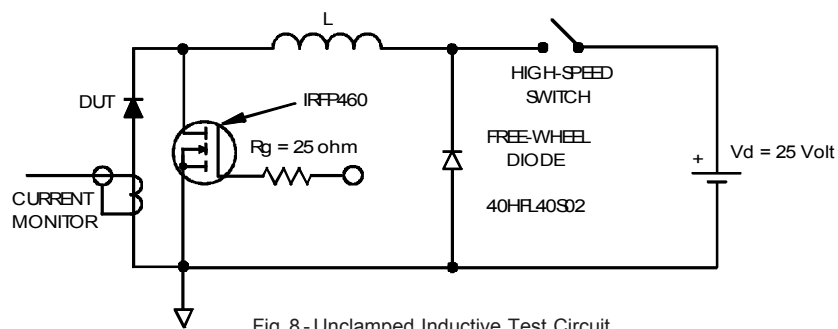 L
HIGH-SPEED
SWITCH
DUT
IRFP460
Rg = 25 ohm
FREE-WHEEL
DIODE
+
Vd = 25 Volt
40HFL40S02
CURRENT
MONITOR
Fig. 8 - Unclamped Inductive Test Circuit